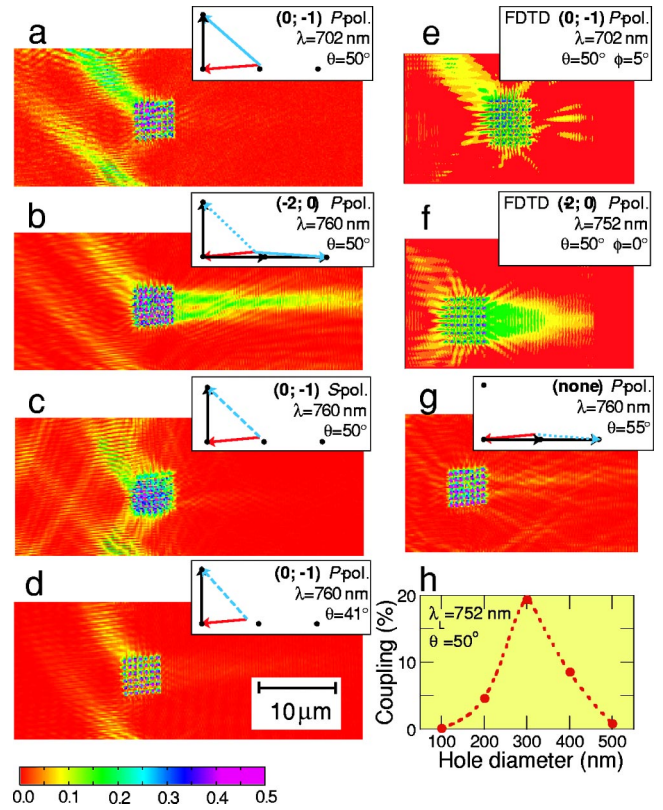 a
(0; -1) P-pol.
λ=702 nm
θ=50°
b
(-2; 0) P-pol.
λ=760 nm
θ=50°
c
(0; -1) S-pol.
λ=760 nm
θ=50°
d
(0; -1) P-pol.
λ=760 nm
θ=41°
10 μm
0.0 0.1 0.2 0.3 0.4 0.5
e
FDTD (0; -1) P-pol.
λ=702 nm
θ=50° ϕ=5°
f
FDTD (-2; 0) P-pol.
λ=752 nm
θ=50° ϕ=0°
g
(none) P-pol.
λ=760 nm
θ=55°
h
λL=752 nm
θ=50°
Coupling (%)
20
10
0
100 200 300 400 500
Hole diameter (nm)